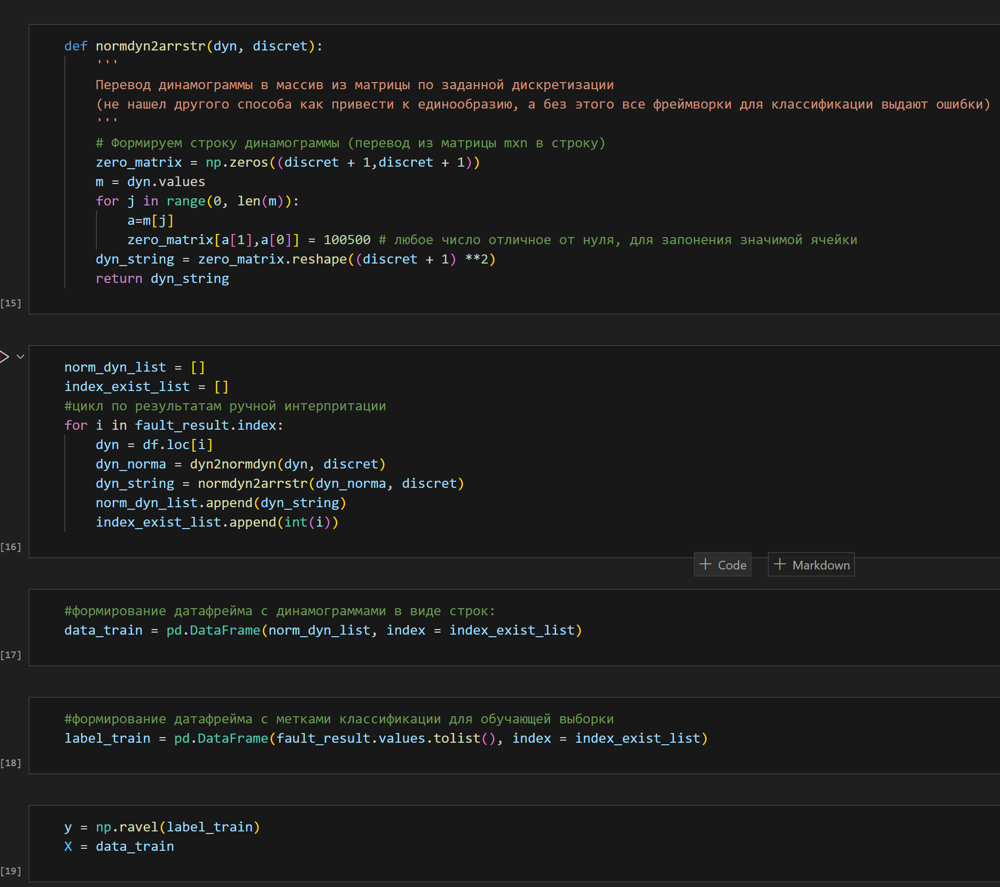 def normdyn2arrstr(dyn, discret):
'''
Перевод динамограммы в массив из матрицы по заданной дискретизации
(не нашел другого способа как привести к единообразию, а без этого все фреймворки для классификации выдают ошибки)
'''
# Формируем строку динамограммы (перевод из матрицы mxn в строку)
zero_matrix = np.zeros((discret + 1,discret + 1))
m = dyn.values
for j in range(0, len(m)):
a=m[j]
zero_matrix[a[1],a[0]] = 100500 # любое число отличное от нуля, для запонения значимой ячейки
dyn_string = zero_matrix.reshape((discret + 1) **2)
return dyn_string
[15]
norm_dyn_list = []
index_exist_list = []
#цикл по результатам ручной интерпритации
for i in fault_result.index:
dyn = df.loc[i]
dyn_norma = dyn2normdyn(dyn, discret)
dyn_string = normdyn2arrstr(dyn_norma, discret)
norm_dyn_list.append(dyn_string)
index_exist_list.append(int(i))
[16]
+ Code + Markdown
#формирование датафрейма с динамограммами в виде строк:
data_train = pd.DataFrame(norm_dyn_list, index = index_exist_list)
[17]
#формирование датафрейма с метками классификации для обучающей выборки
label_train = pd.DataFrame(fault_result.values.tolist(), index = index_exist_list)
[18]
y = np.ravel(label_train)
X = data_train
[19]